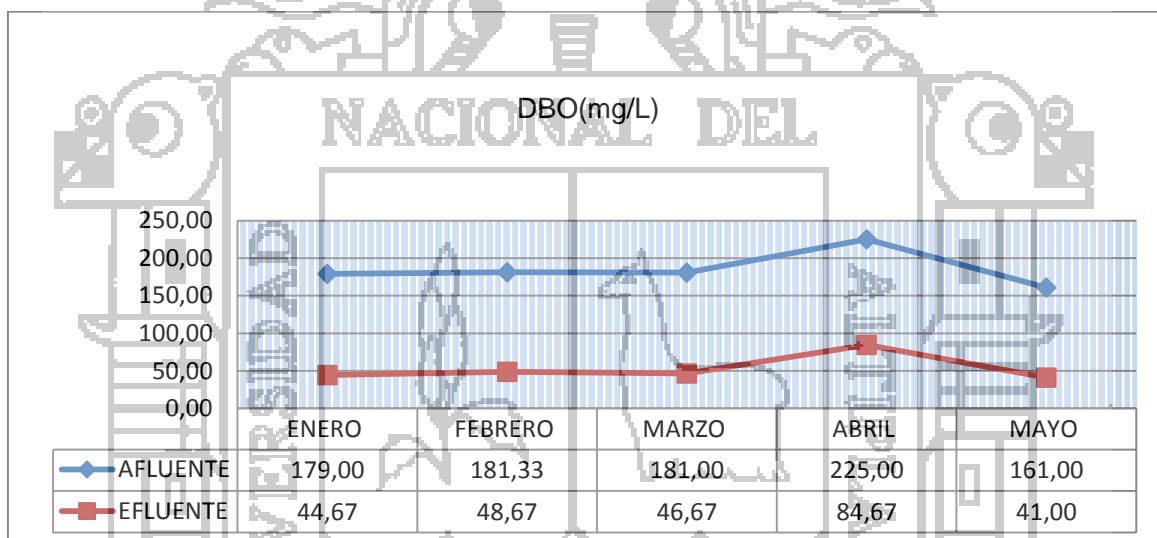 NACIONAL DEL
DBO(mg/L)
UNIVERSIDAD
250,00
200,00
150,00
100,00
50,00
0,00
ENERO FEBRERO MARZO ABRIL MAYO
AFLUENTE 179,00 181,33 181,00 225,00 161,00
EFLUENTE 44,67 48,67 46,67 84,67 41,00